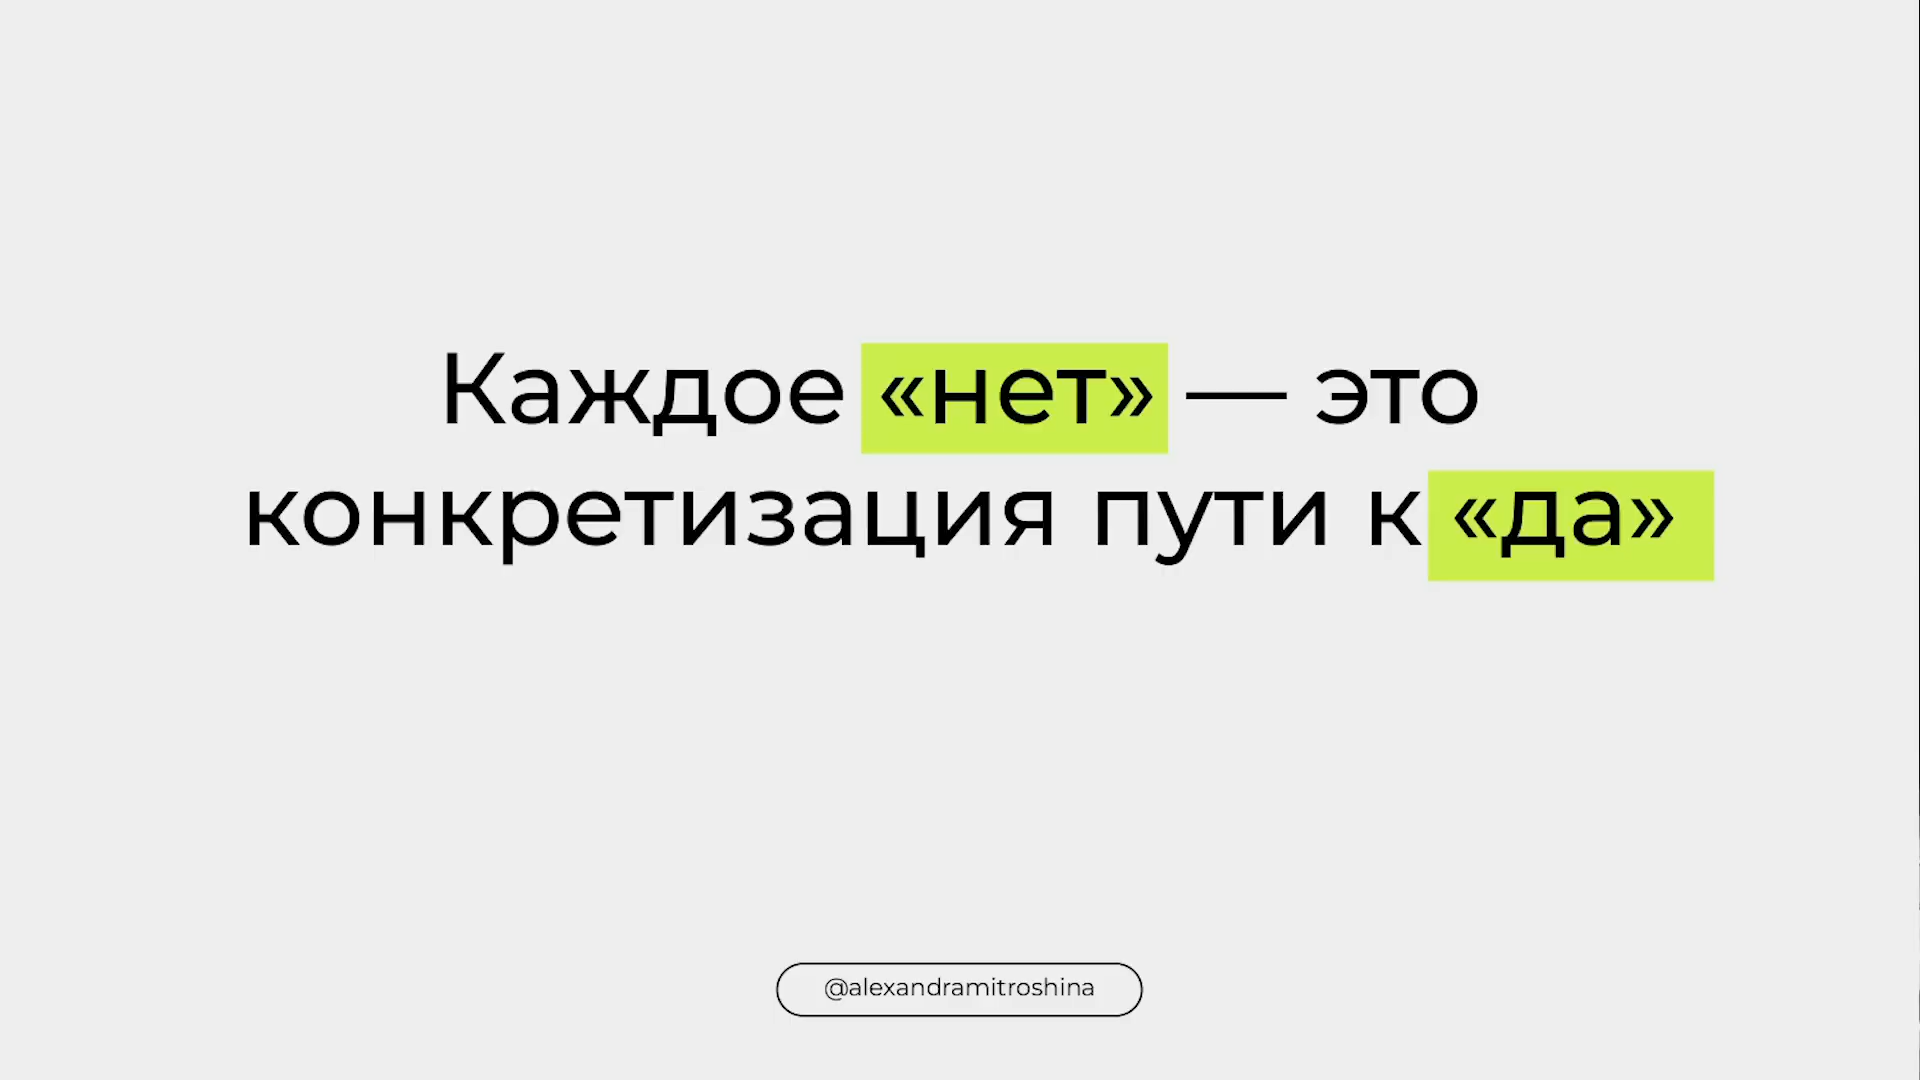 Каждое «нет» — это
конкретизация пути к «да»
@alexandramitroshina